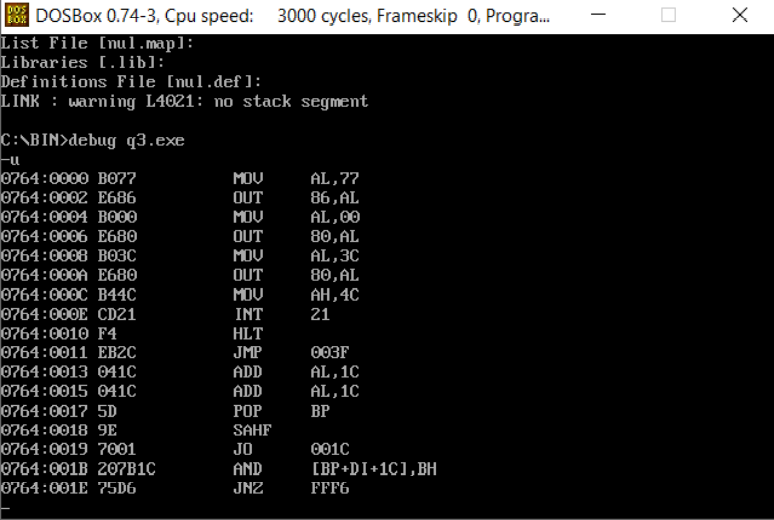 DOSBox 0.74-3, Cpu speed: 3000 cycles, Frameskip 0, Progra...
List File [nul.map]:
Libraries [.lib]:
Definitions File [nul.def]:
LINK : warning L4021: no stack segment
C:\BIN>debug q3.exe
-u
0764:0000 B077 MOV AL,77
0764:0002 E686 OUT 86,AL
0764:0004 B000 MOV AL,00
0764:0006 E680 OUT 80,AL
0764:0008 B03C MOV AL,3C
0764:000A E680 OUT 80,AL
0764:000C B44C MOV AH,4C
0764:000E CD21 INT 21
0764:0010 F4 HLT
0764:0011 EB2C JMP 003F
0764:0013 041C ADD AL,1C
0764:0015 041C ADD AL,1C
0764:0017 5D POP BP
0764:0018 9E SAHF
0764:0019 7001 JO 001C
0764:001B 207B1C AND [BP+DI+1C],BH
0764:001E 75D6 JNZ FFF6
-